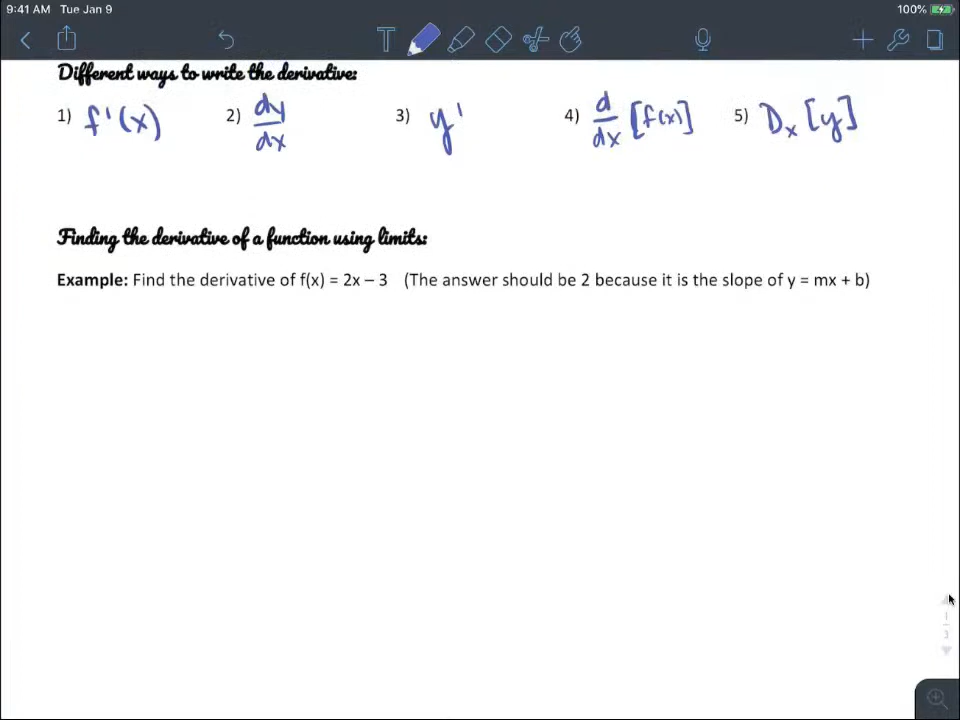 9:41 AM Tue Jan 9 100%
T
Different ways to write the derivative:
1) f'(x) 2) dy/dx 3) y' 4) d/dx [f(x)] 5) Dx [y]
Finding the derivative of a function using limits:
Example: Find the derivative of f(x) = 2x – 3 (The answer should be 2 because it is the slope of y = mx + b)
1
3